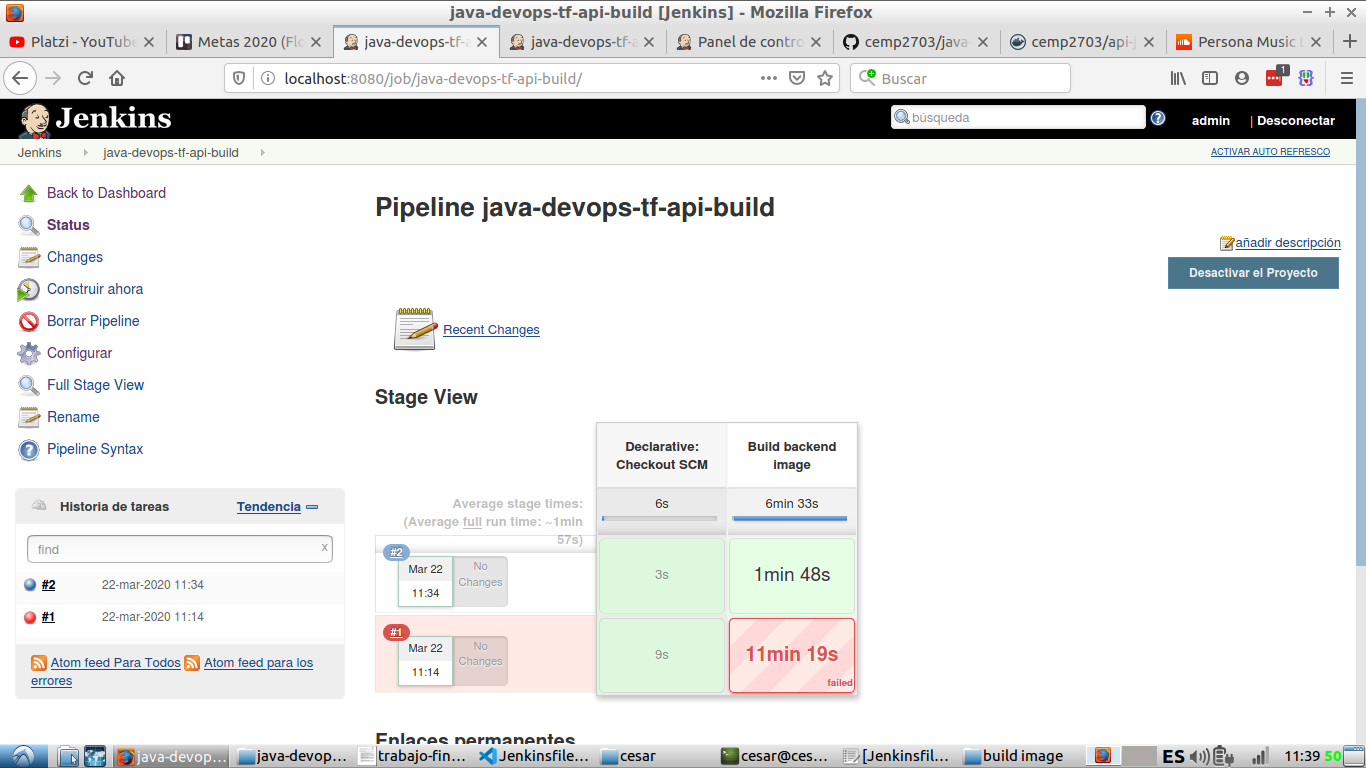 java-devops-tf-api-build [Jenkins] - Mozilla Firefox
Platzi - YouTube
Metas 2020 (Flo
java-devops-tf-a
java-devops-tf-a
Panel de contro
cemp2703/java-
cemp2703/api-j
Persona Music L
localhost:8080/job/java-devops-tf-api-build/
Buscar
1
Jenkins
búsqueda
admin
| Desconectar
Jenkins
java-devops-tf-api-build
ACTIVAR AUTO REFRESCO
Back to Dashboard
Status
Changes
Construir ahora
Borrar Pipeline
Configurar
Full Stage View
Rename
Pipeline Syntax
Historia de tareas
Tendencia
find
x
#2
22-mar-2020 11:34
#1
22-mar-2020 11:14
Atom feed Para Todos
Atom feed para los
errores
Pipeline java-devops-tf-api-build
añadir descripción
Desactivar el Proyecto
Recent Changes
Stage View
Declarative:
Checkout SCM
Build backend
image
Average stage times:
(Average full run time: ~1min
57s)
6s
6min 33s
#2
Mar 22
11:34
No
Changes
3s
1min 48s
#1
Mar 22
11:14
No
Changes
9s
11min 19s
failed
Enlaces permanentes
java-devop...
java-devop...
trabajo-fin...
Jenkinsfile...
cesar
cesar@ces...
[Jenkinsfil...
build image
ES
11:39
50